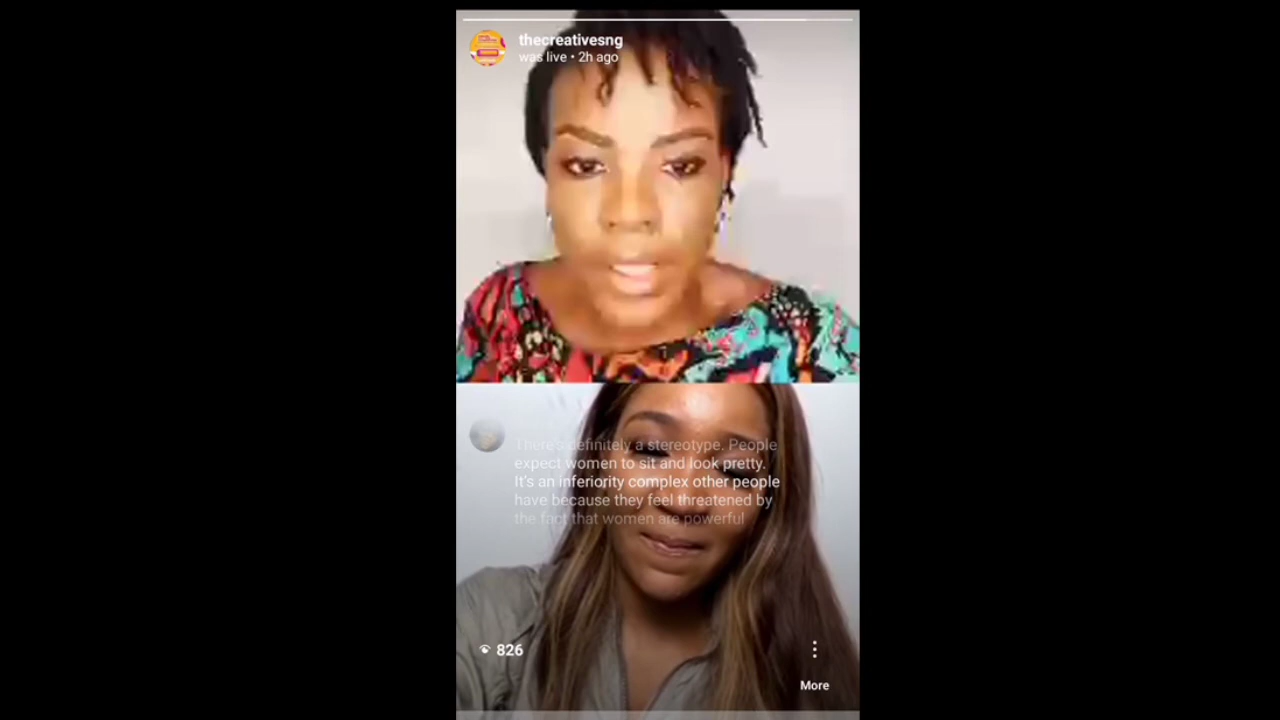 thecreativesng
was live • 2h ago
There's definitely a stereotype. People
expect women to sit and look pretty.
It's an inferiority complex other people
have because they feel threatened by
the fact that women are powerful
826
More